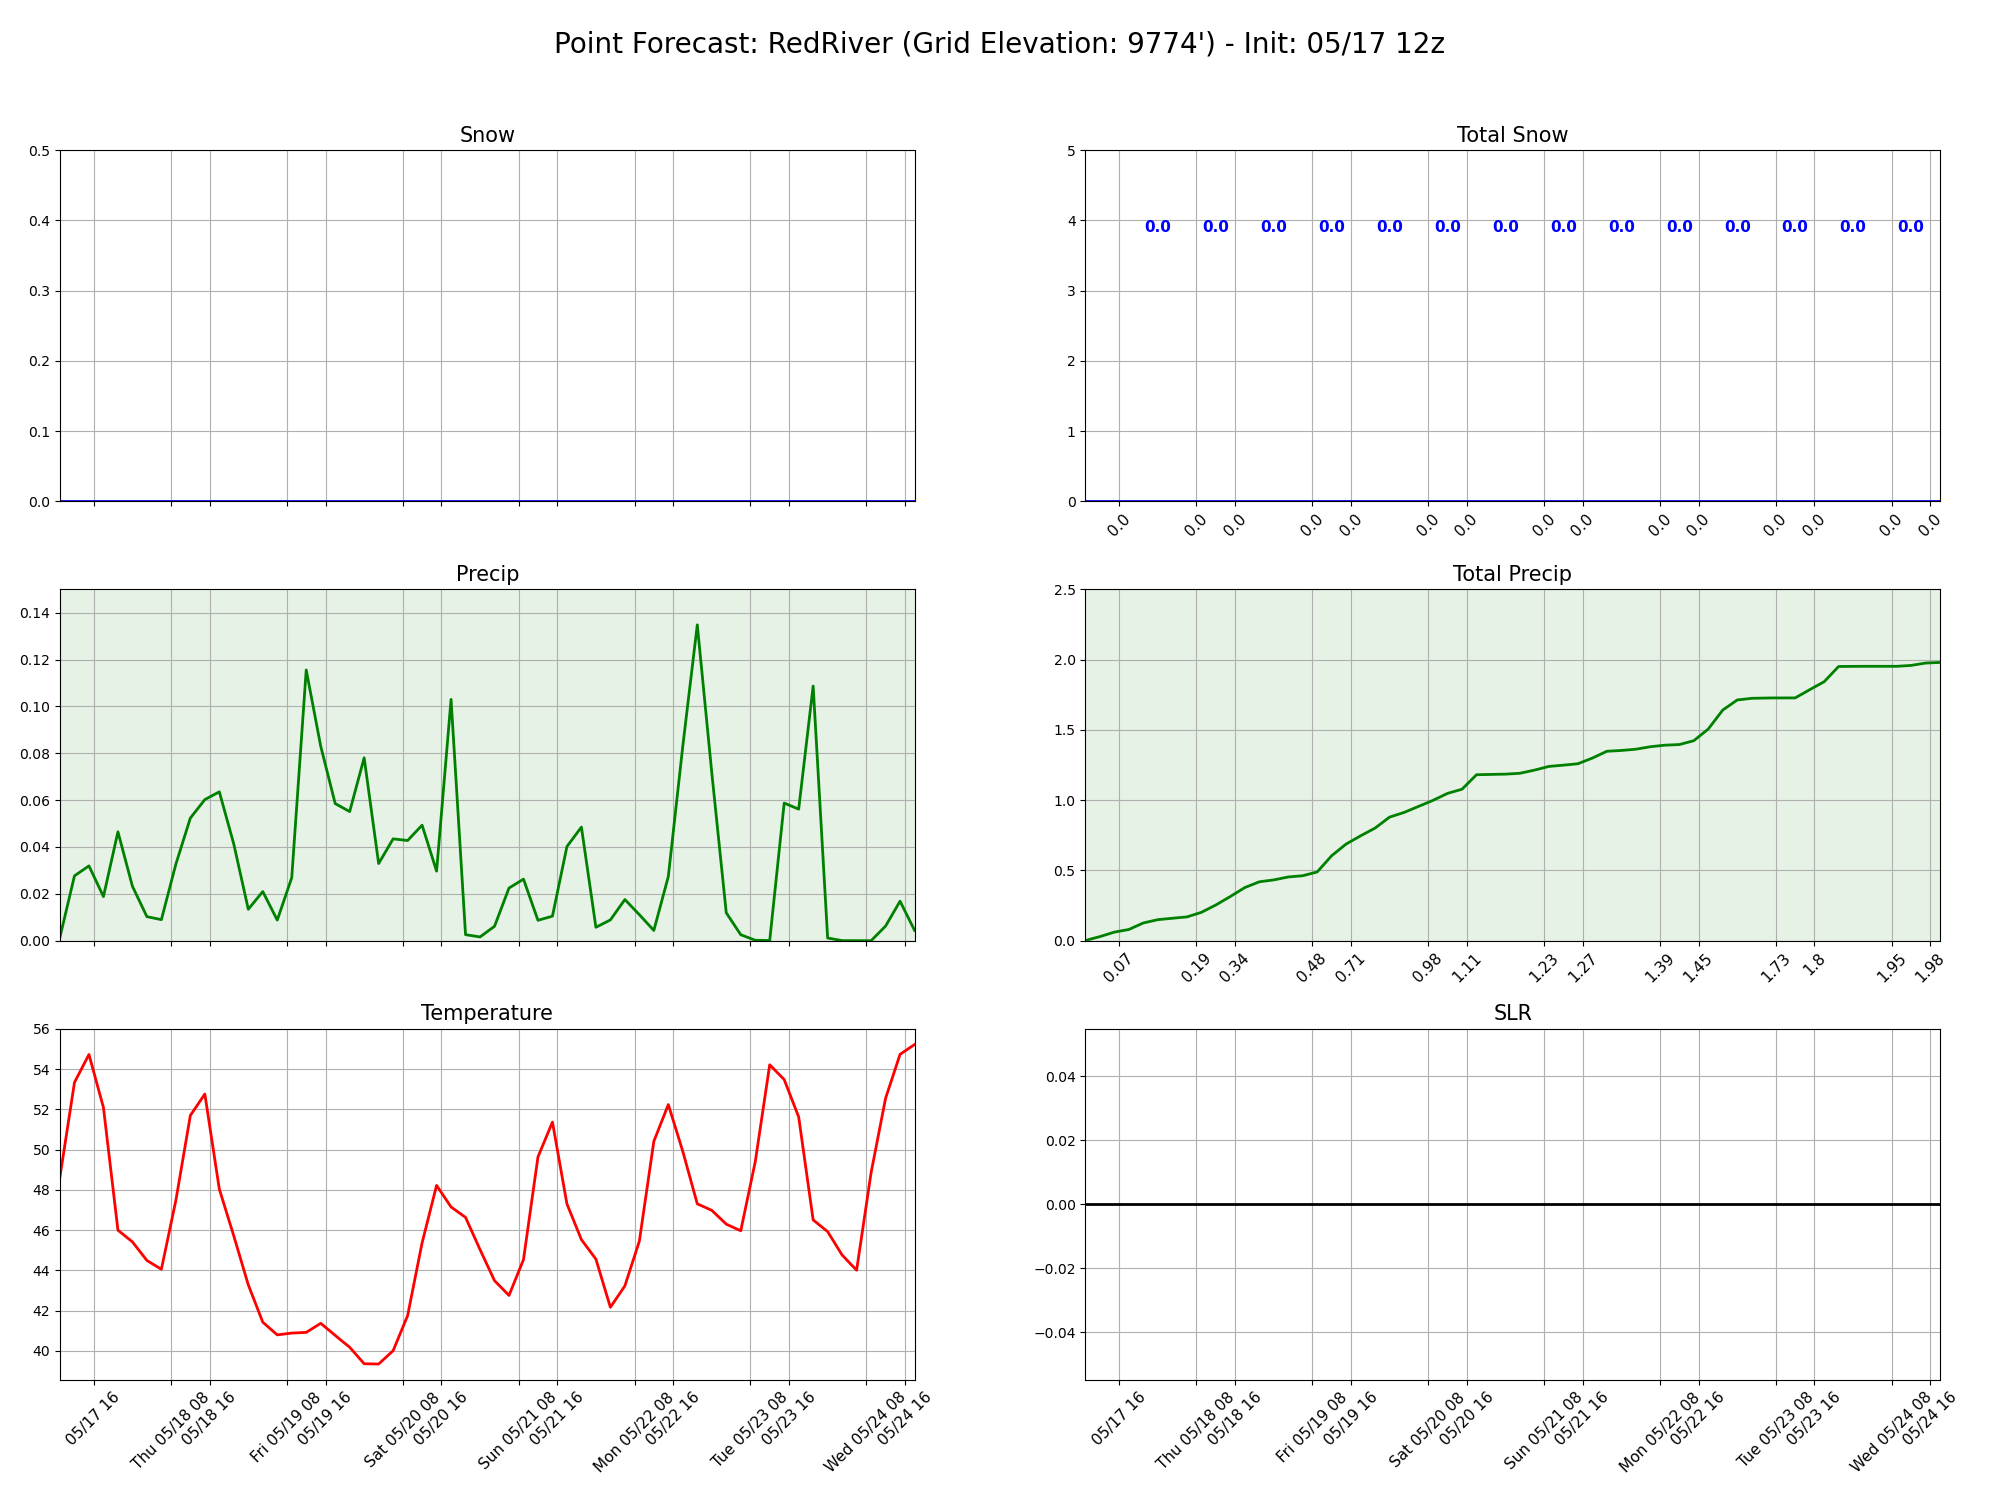 Point Forecast: RedRiver (Grid Elevation: 9774') - Init: 05/17 12z
Snow
0.5
0.4
0.3
0.2
0.1
0.0
Total Snow
5
4
3
2
1
0
0.0 0.0 0.0 0.0 0.0 0.0 0.0 0.0 0.0 0.0 0.0 0.0 0.0 0.0
0.0 0.0 0.0 0.0 0.0 0.0 0.0 0.0 0.0 0.0 0.0 0.0 0.0 0.0 0.0
Precip
0.14
0.12
0.10
0.08
0.06
0.04
0.02
0.00
Total Precip
2.5
2.0
1.5
1.0
0.5
0.0
0.07 0.19 0.34 0.48 0.71 0.98 1.11 1.23 1.27 1.39 1.45 1.73 1.8 1.95 1.98
Temperature
56
54
52
50
48
46
44
42
40
05/17 16
Thu 05/18 08
05/18 16
Fri 05/19 08
05/19 16
Sat 05/20 08
05/20 16
Sun 05/21 08
05/21 16
Mon 05/22 08
05/22 16
Tue 05/23 08
05/23 16
Wed 05/24 08
05/24 16
SLR
0.04
0.02
0.00
−0.02
−0.04
05/17 16
Thu 05/18 08
05/18 16
Fri 05/19 08
05/19 16
Sat 05/20 08
05/20 16
Sun 05/21 08
05/21 16
Mon 05/22 08
05/22 16
Tue 05/23 08
05/23 16
Wed 05/24 08
05/24 16